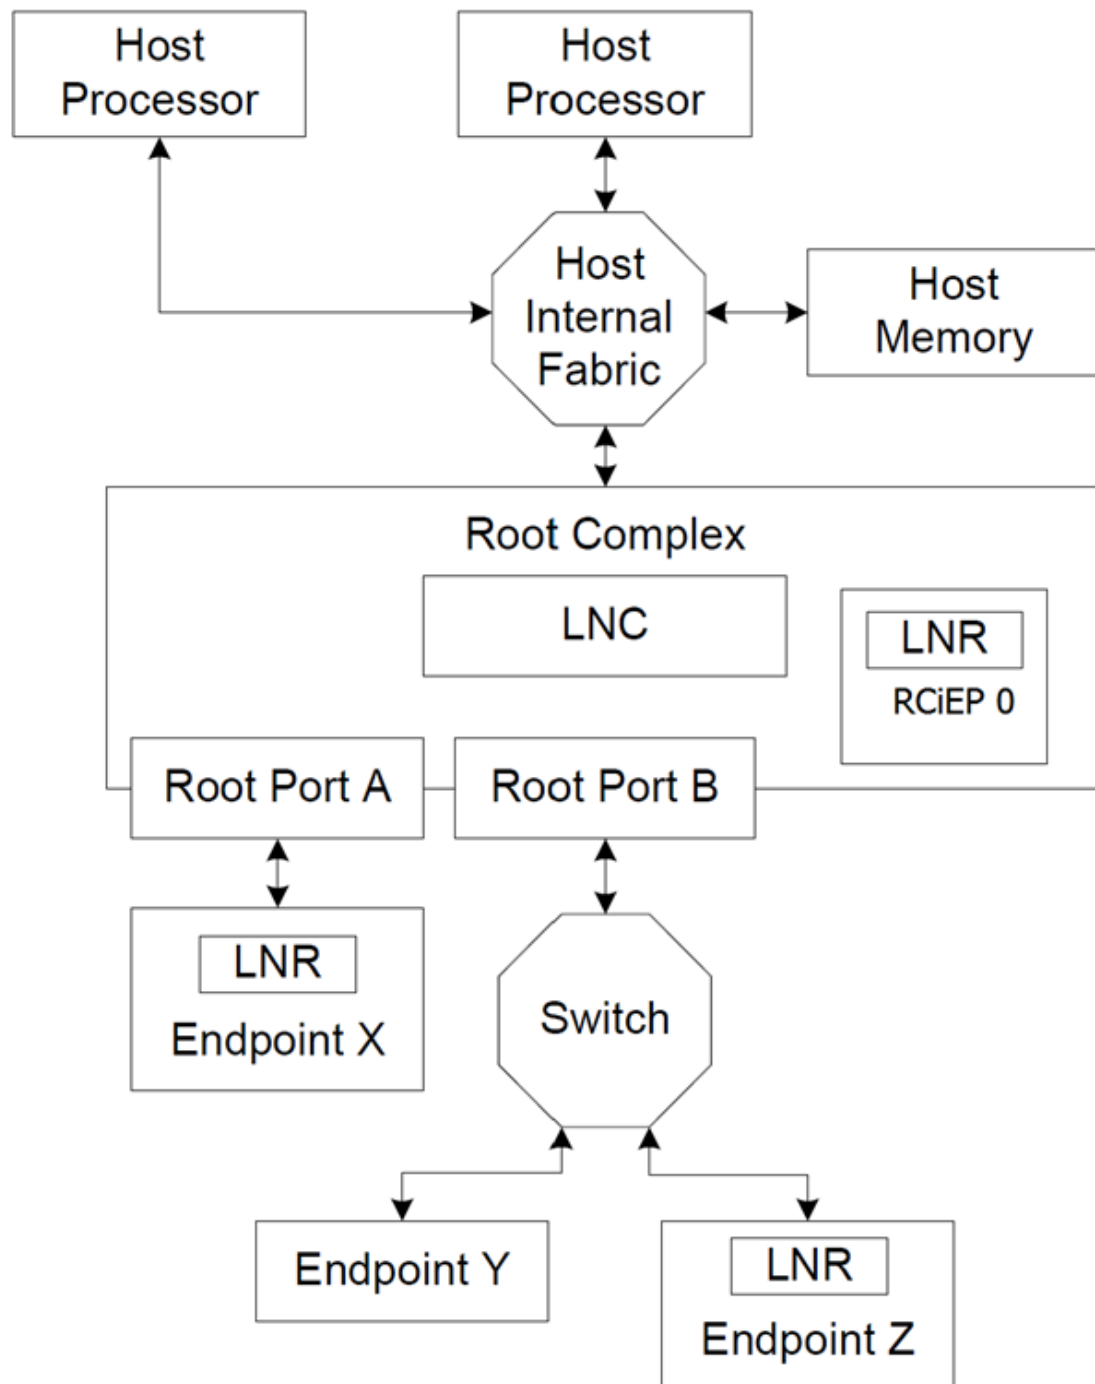 Host
Processor
Host
Processor
Host
Internal
Fabric
Host
Memory
Root Complex
LNC
LNR
RCiEP 0
Root Port A
Root Port B
LNR
Endpoint X
Switch
Endpoint Y
LNR
Endpoint Z